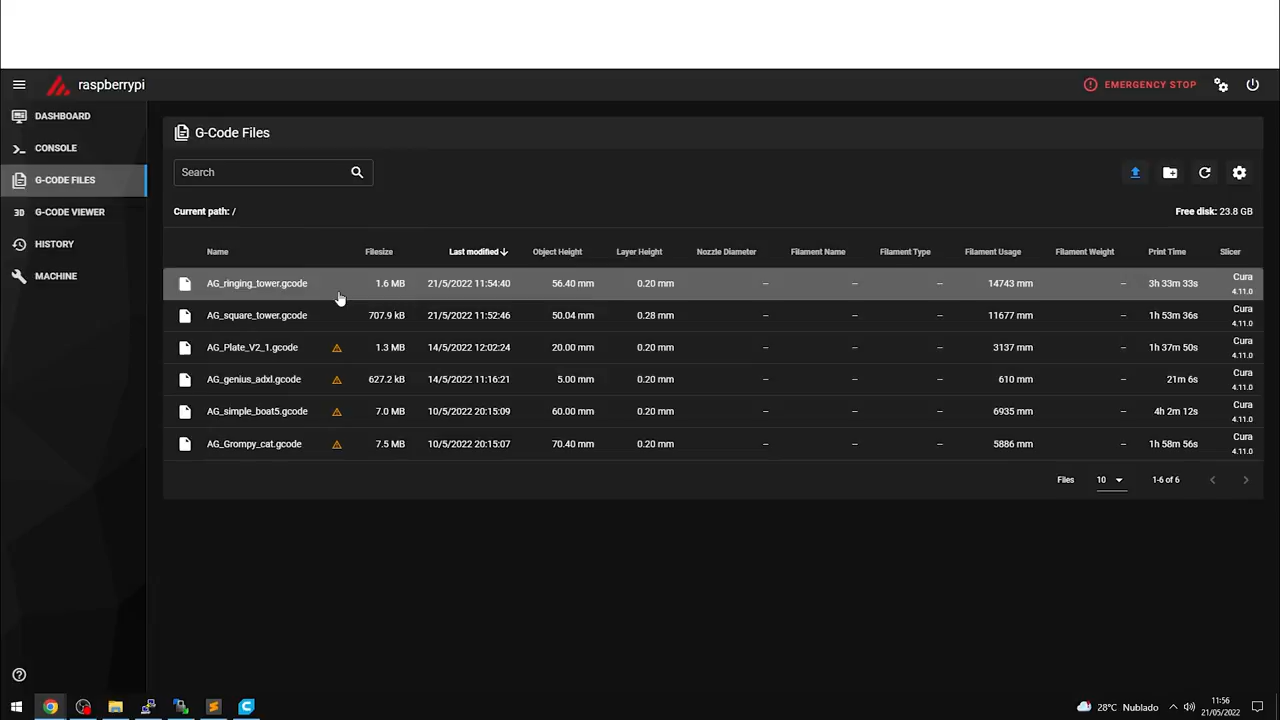 raspberrypi
EMERGENCY STOP
DASHBOARD
CONSOLE
G-CODE FILES
3D G-CODE VIEWER
HISTORY
MACHINE
G-Code Files
Search
Current path: /
Free disk: 23.8 GB
Name Filesize Last modified Object Height Layer Height Nozzle Diameter Filament Name Filament Type Filament Usage Filament Weight Print Time Slicer
AG_ringing_tower.gcode 1.6 MB 21/5/2022 11:54:40 56.40 mm 0.20 mm – – – 14743 mm – 3h 33m 33s Cura 4.11.0
AG_square_tower.gcode 707.9 kB 21/5/2022 11:52:46 50.04 mm 0.28 mm – – – 11677 mm – 1h 53m 36s Cura 4.11.0
AG_Plate_V2_1.gcode 1.3 MB 14/5/2022 12:02:24 20.00 mm 0.20 mm – – – 3137 mm – 1h 37m 50s Cura 4.11.0
AG_genius_adxl.gcode 627.2 kB 14/5/2022 11:16:21 5.00 mm 0.20 mm – – – 610 mm – 21m 6s Cura 4.11.0
AG_simple_boat5.gcode 7.0 MB 10/5/2022 20:15:09 60.00 mm 0.20 mm – – – 6935 mm – 4h 2m 12s Cura 4.11.0
AG_Grompy_cat.gcode 7.5 MB 10/5/2022 20:15:07 70.40 mm 0.20 mm – – – 5886 mm – 1h 58m 56s Cura 4.11.0
Files 10 1-6 of 6
28°C Nublado
11:56
21/05/2022